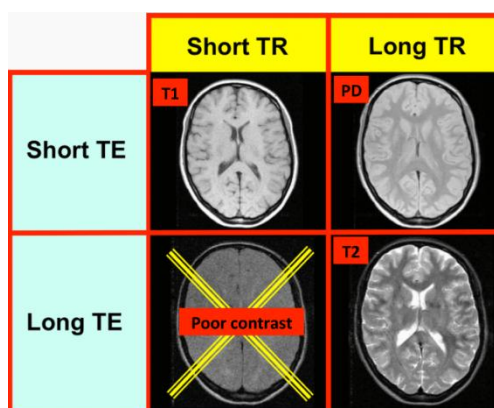 Short TR
Long TR
Short TE
T1
PD
Long TE
Poor contrast
T2